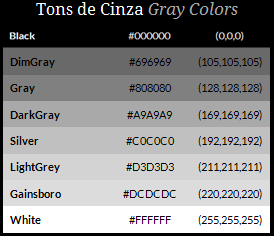 Tons de Cinza Gray Colors
Black #000000 (0,0,0)
DimGray #696969 (105,105,105)
Gray #808080 (128,128,128)
DarkGray #A9A9A9 (169,169,169)
Silver #C0C0C0 (192,192,192)
LightGrey #D3D3D3 (211,211,211)
Gainsboro #DCDCDC (220,220,220)
White #FFFFFF (255,255,255)